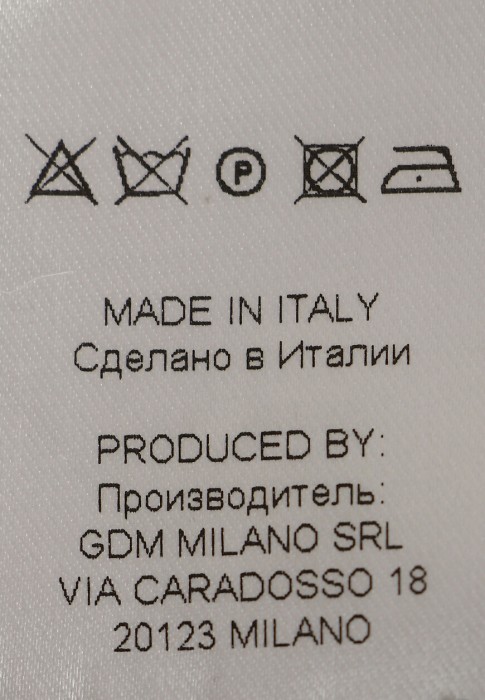 P
MADE IN ITALY
Сделано в Италии
PRODUCED BY:
Производитель:
GDM MILANO SRL
VIA CARADOSSO 18
20123 MILANO